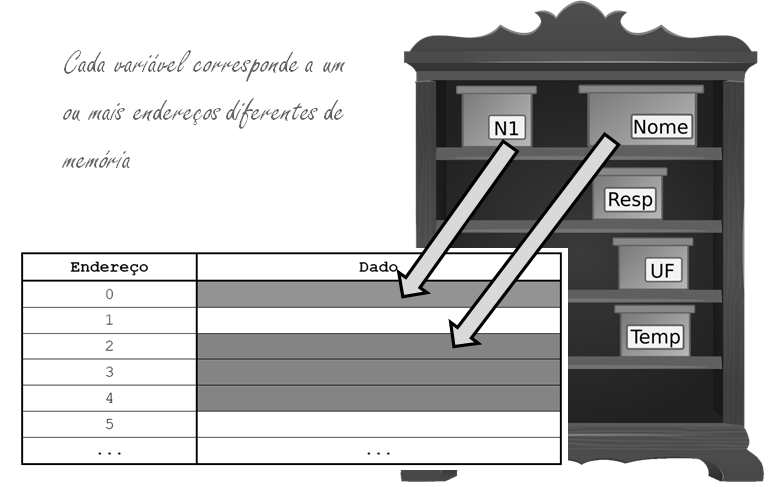 Cada variável corresponde a um
ou mais endereços diferentes de
memória
N1
Nome
Resp
UF
Temp
Endereço Dado
0
1
2
3
4
5
... ...